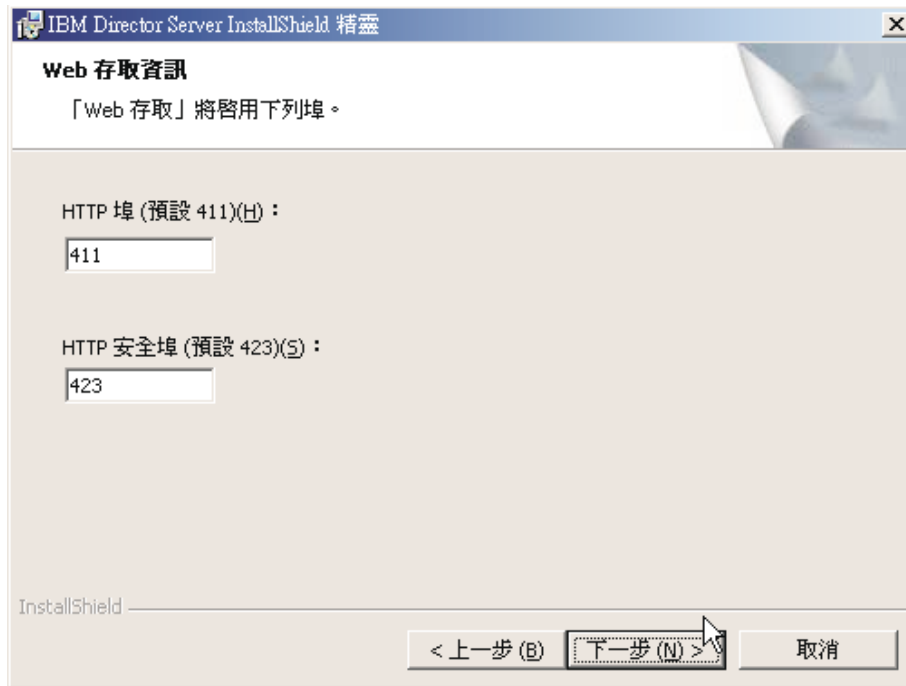 IBM Director Server InstallShield 精靈
Web 存取資訊
「Web 存取」將啓用下列埠。
HTTP 埠 (預設 411)(H)：
411
HTTP 安全埠 (預設 423)(S)：
423
InstallShield
< 上一步 (B) 下一步 (N) > 取消